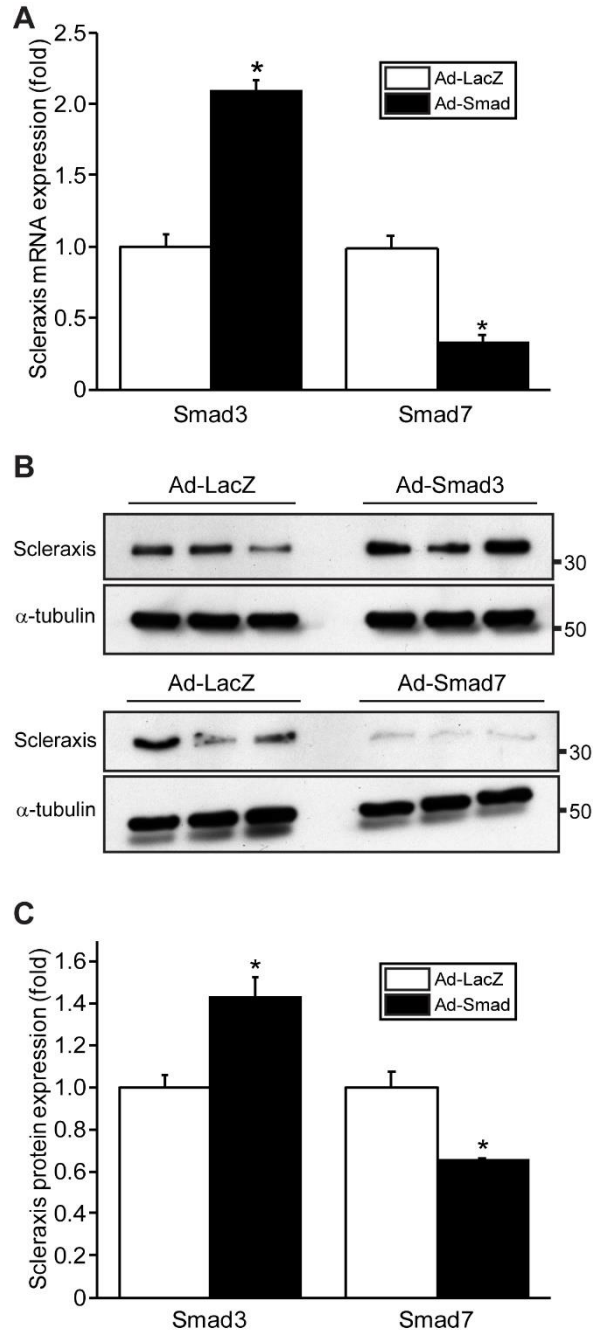 A
Scleraxis mRNA expression (fold)
2.5
2.0
1.5
1.0
0.5
0
*
*
Ad-LacZ
Ad-Smad
Smad3
Smad7
B
Ad-LacZ
Ad-Smad3
Scleraxis
30
α-tubulin
50
Ad-LacZ
Ad-Smad7
Scleraxis
30
α-tubulin
50
C
Scleraxis protein expression (fold)
1.6
1.4
1.2
1.0
0.8
0.6
0.4
0.2
0
*
*
Ad-LacZ
Ad-Smad
Smad3
Smad7